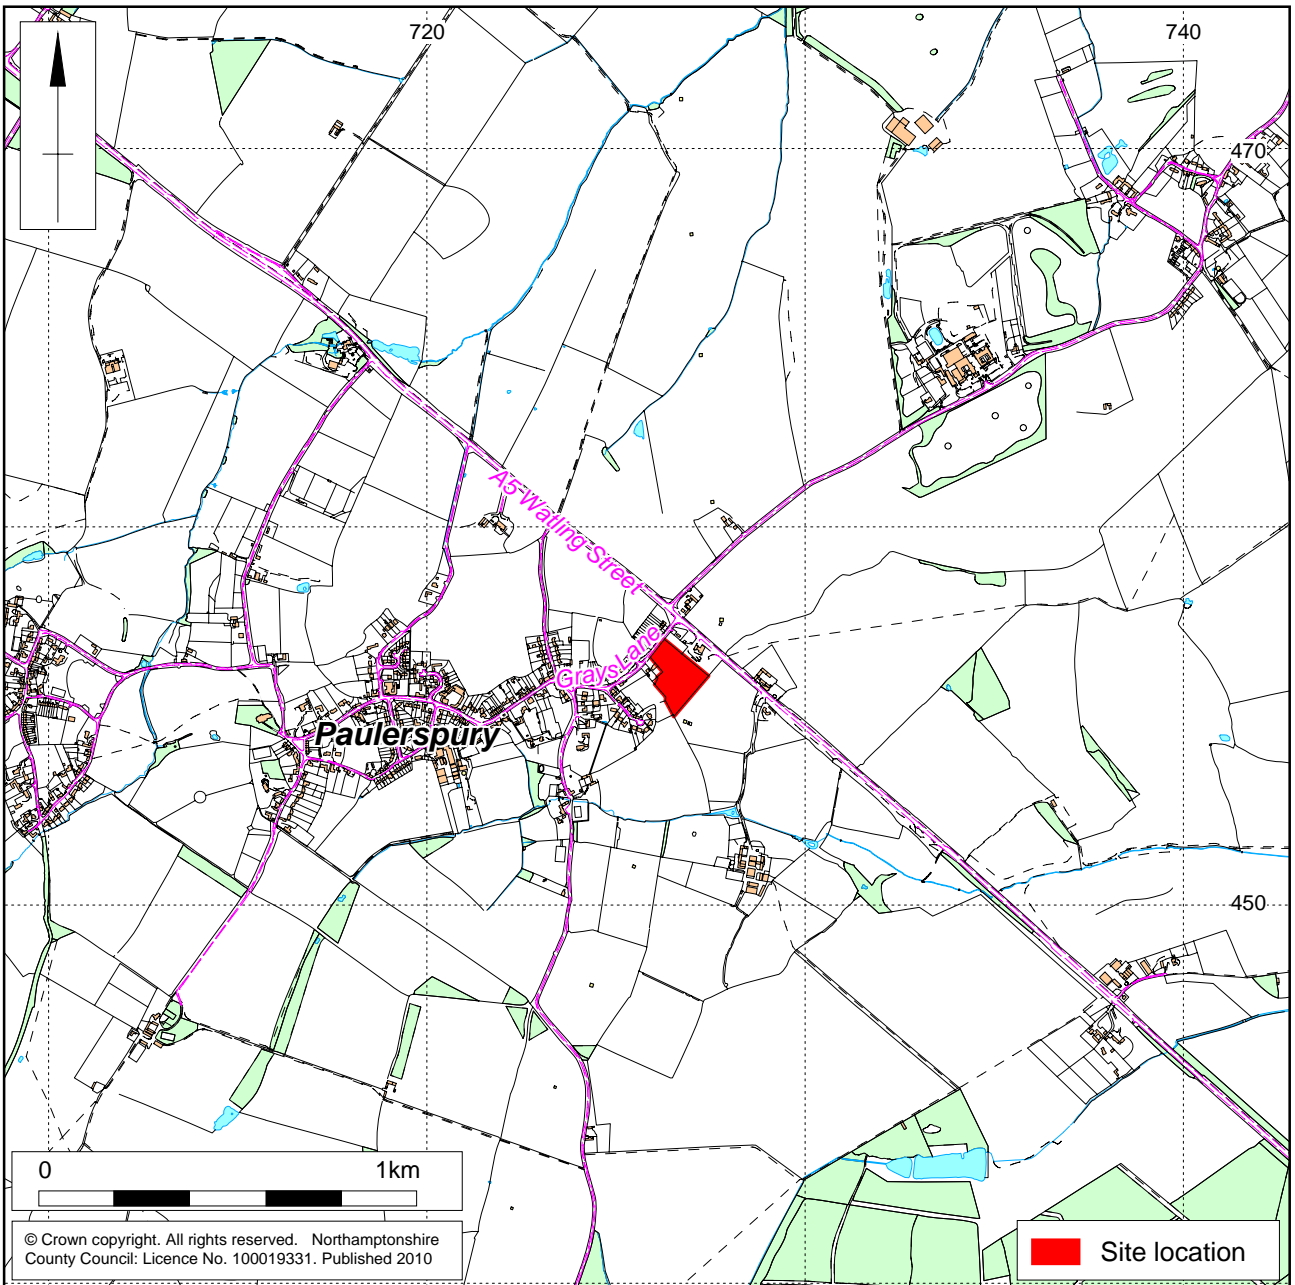 720
740
470
A5 Watling Street
Grays Lane
Paulerspury
450
0 1km
© Crown copyright. All rights reserved. Northamptonshire
County Council: Licence No. 100019331. Published 2010
Site location